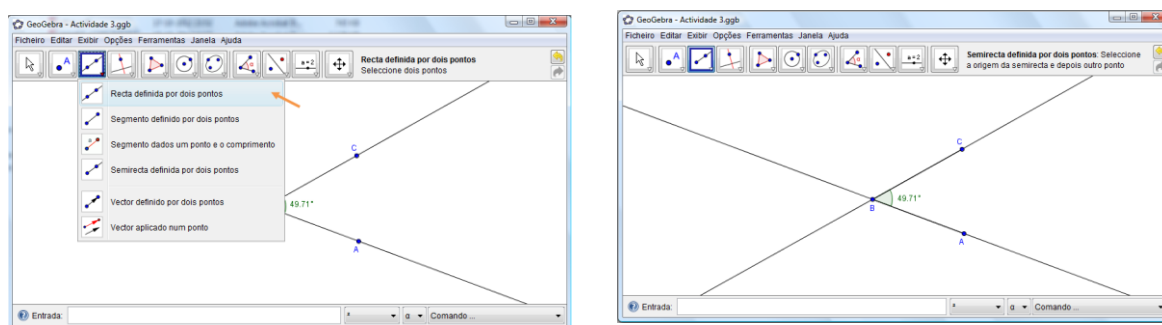 GeoGebra - Actividade 3.ggb
Ficheiro Editar Exibir Opções Ferramentas Janela Ajuda
A
a=2
Recta definida por dois pontos
Seleccione dois pontos
Recta definida por dois pontos
Segmento definido por dois pontos
Segmento dados um ponto e o comprimento
Semirecta definida por dois pontos
Vector definido por dois pontos
Vector aplicado num ponto
C
49.71°
A
Entrada:
α
Comando ...
GeoGebra - Actividade 3.ggb
Ficheiro Editar Exibir Opções Ferramentas Janela Ajuda
A
a=2
Semirecta definida por dois pontos: Seleccione
a origem da semirecta e depois outro ponto
C
49.71°
B
A
Entrada:
α
Comando ...